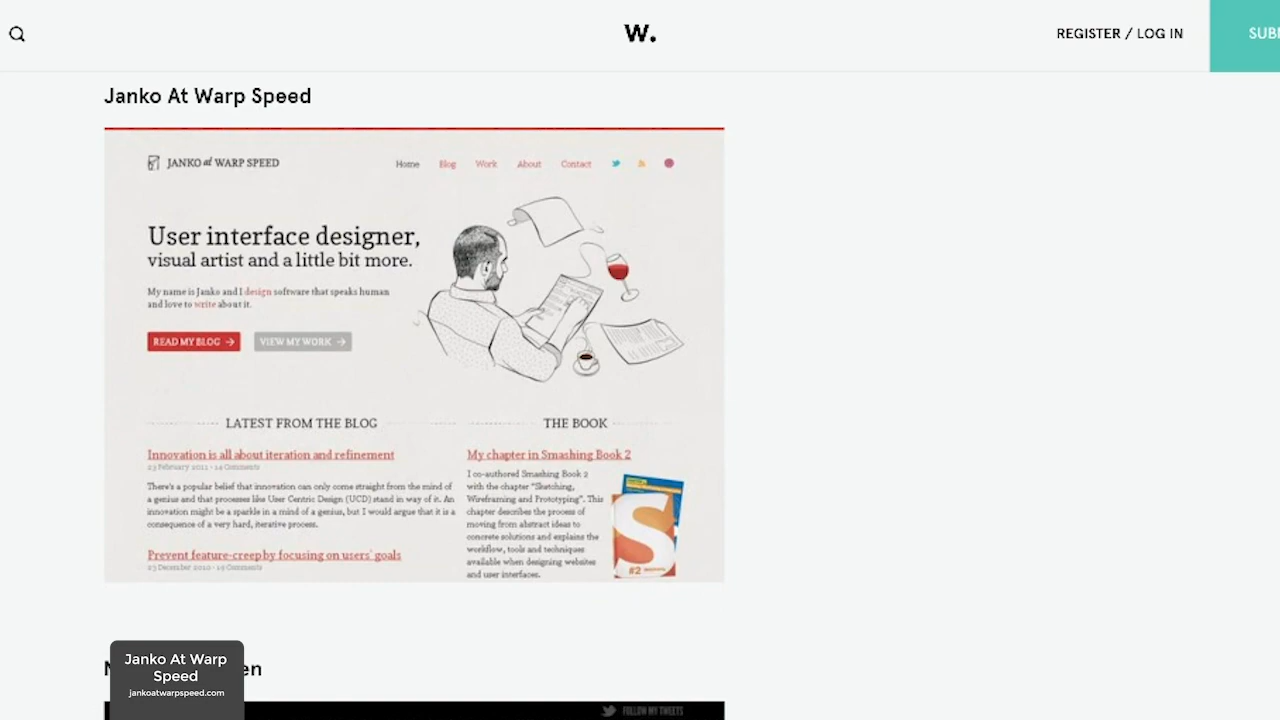 W.
REGISTER / LOG IN
SUB
Janko At Warp Speed
JANKO at WARP SPEED
Home Blog Work About Contact
User interface designer,
visual artist and a little bit more.
My name is Janko and I design software that speaks human
and love to write about it.
READ MY BLOG
VIEW MY WORK
LATEST FROM THE BLOG
Innovation is all about iteration and refinement
23 February 2011 · 14 Comments
There's a popular belief that innovation can only come straight from the mind of
a genius and that processes like User Centric Design (UCD) stand in way of it. An
innovation might be a sparkle in a mind of a genius, but I would argue that it is a
consequence of a very hard, iterative process.
Prevent feature-creep by focusing on users' goals
THE BOOK
My chapter in Smashing Book 2
I co-authored Smashing Book 2
with the chapter "Sketching,
Wireframing and Prototyping". This
chapter describes the process of
moving from abstract ideas to
concrete solutions and explains the
workflow, tools and techniques
available when designing websites
and user interfaces.
S
#2
en
Janko At Warp
Speed
jankoatwarpspeed.com
FOLLOW MY TWEETS